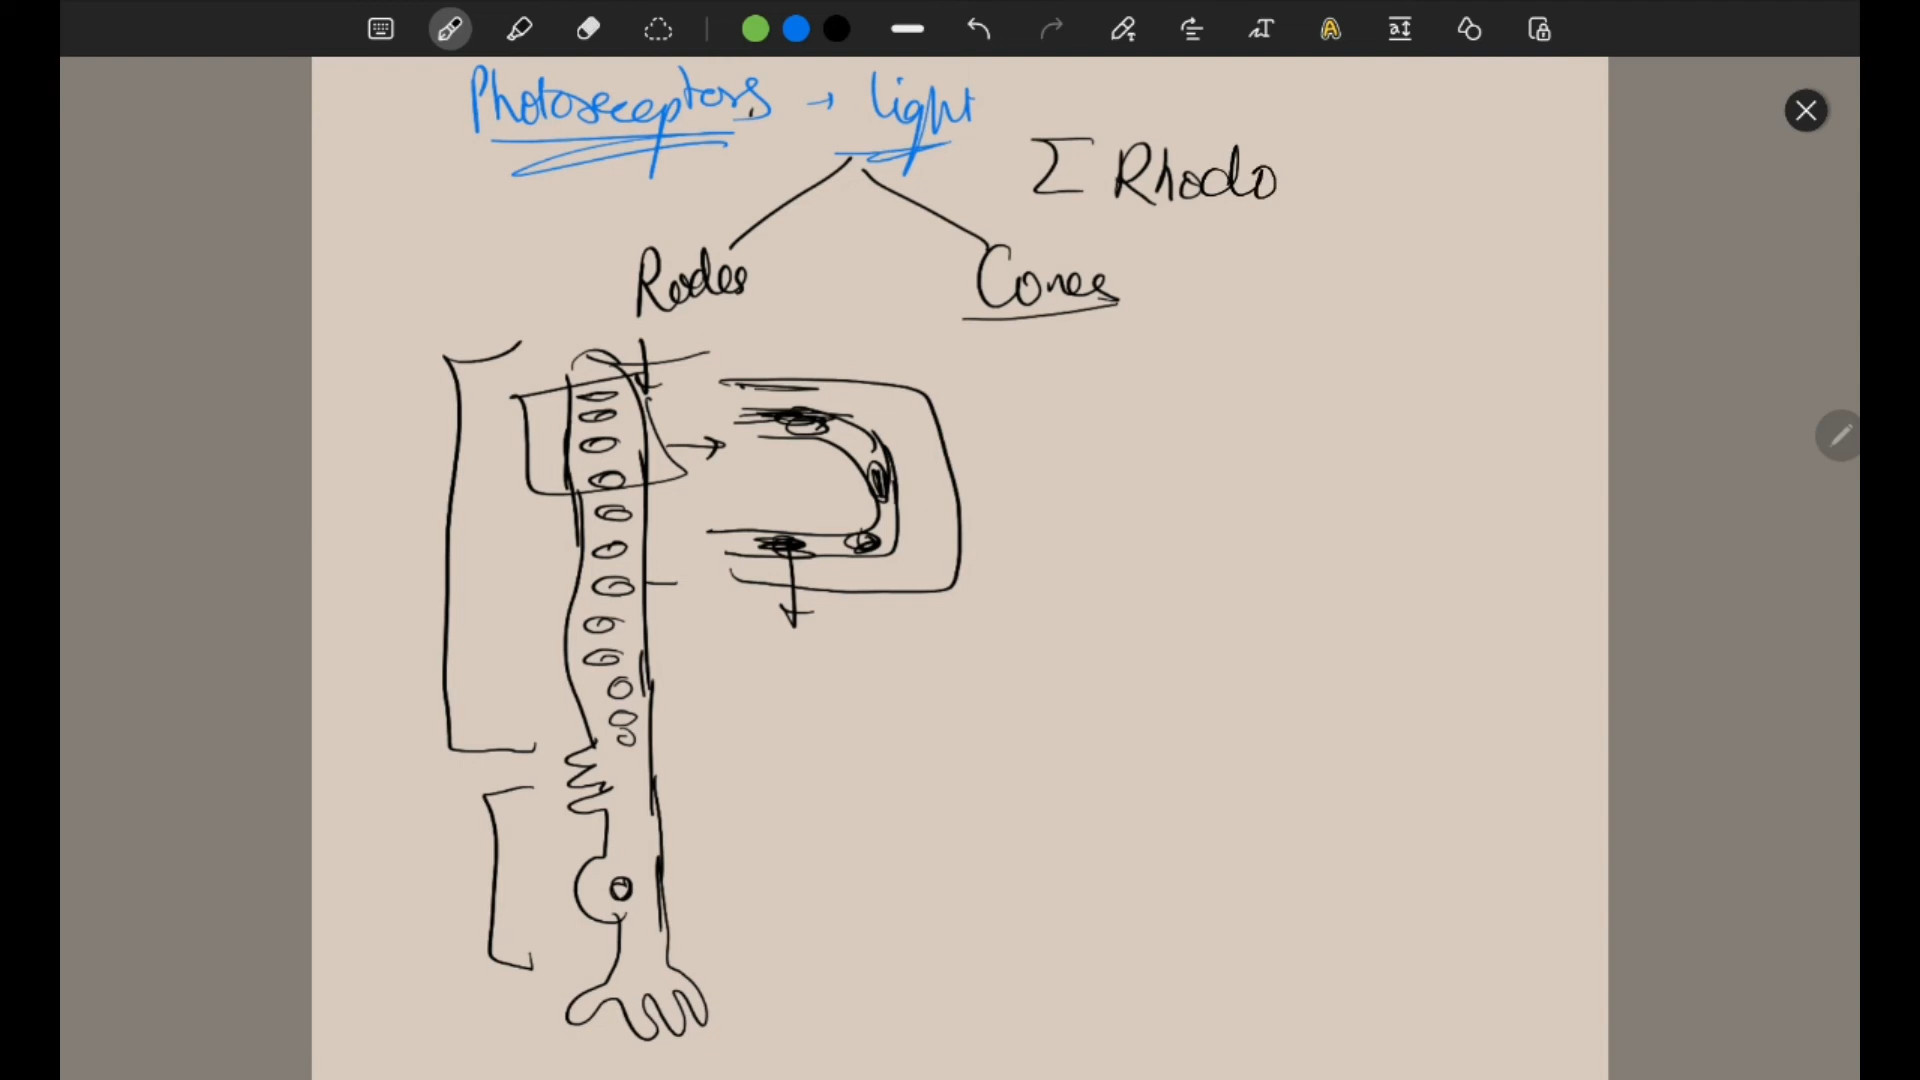 Photoreceptors → light
Σ Rhodo
Rodes
Cones